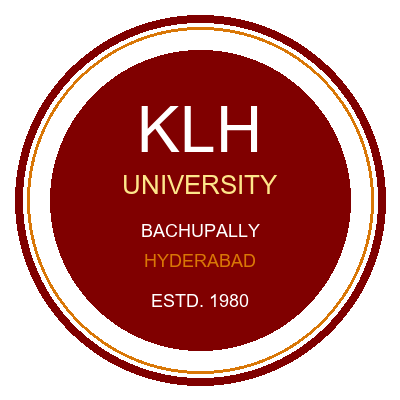 KLH
UNIVERSITY
BACHUPALLY
HYDERABAD
ESTD. 1980